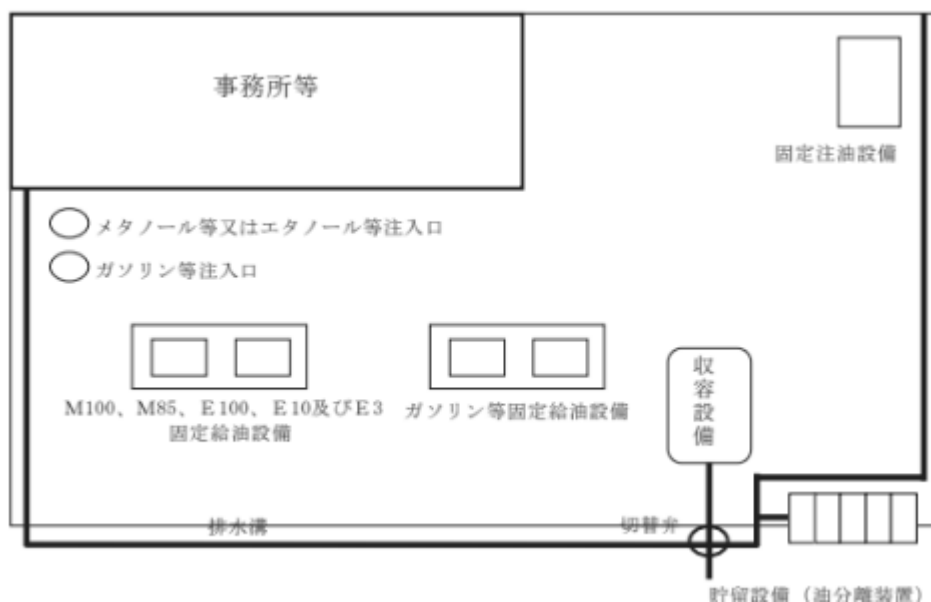 事務所等
固定注油設備
メタノール等又はエタノール等注入口
ガソリン等注入口
M100、M85、E100、E10及びE3
固定給油設備
ガソリン等固定給油設備
収容設備
排水溝
切替弁
貯留設備（油分離装置）